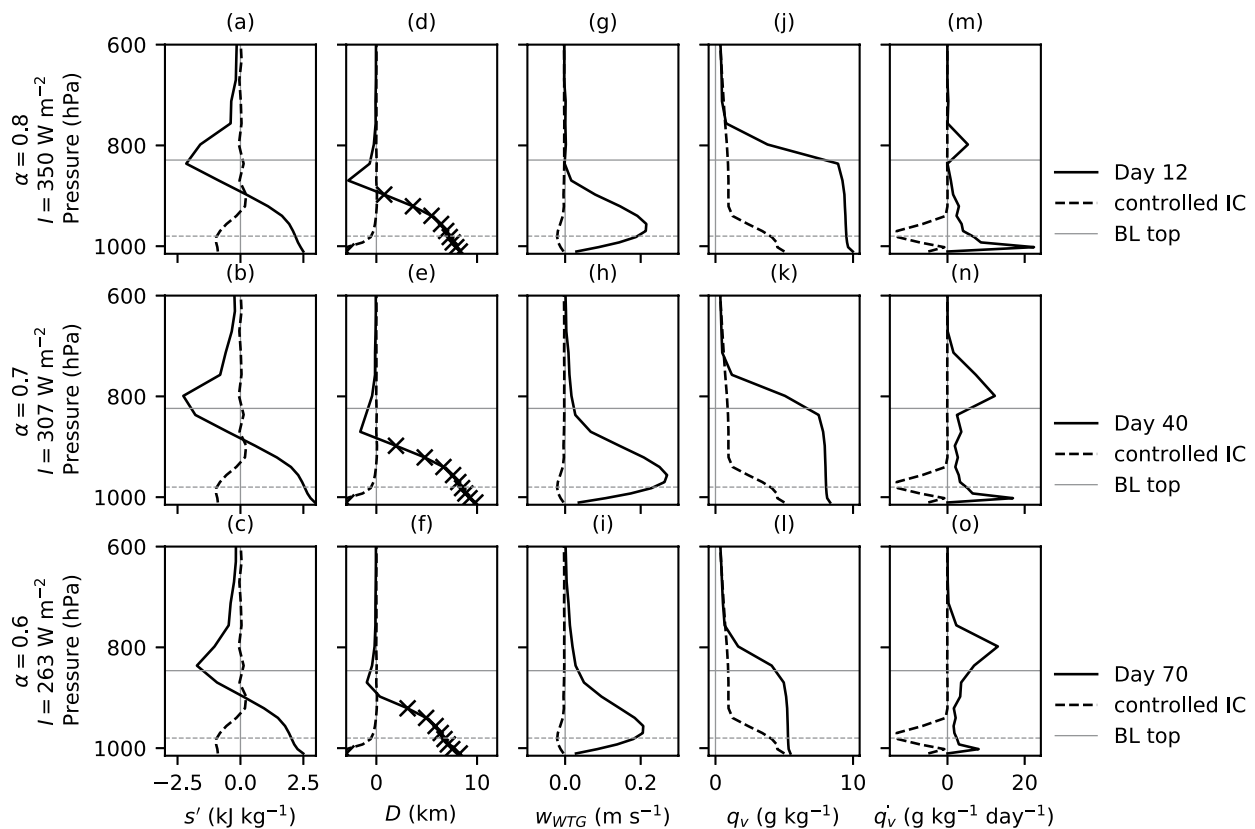 (a) (d) (g) (j) (m)
α = 0.8
I = 350 W m⁻²
Pressure (hPa)
600
800
1000
Day 12
controlled IC
BL top
(b) (e) (h) (k) (n)
α = 0.7
I = 307 W m⁻²
Pressure (hPa)
600
800
1000
Day 40
controlled IC
BL top
(c) (f) (i) (l) (o)
α = 0.6
I = 263 W m⁻²
Pressure (hPa)
600
800
1000
Day 70
controlled IC
BL top
−2.5 0.0 2.5 0 10 0.0 0.2 0 5 10 0 20
s′ (kJ kg⁻¹) D (km) w_WTG (m s⁻¹) q_v (g kg⁻¹) q̇_v (g kg⁻¹ day⁻¹)